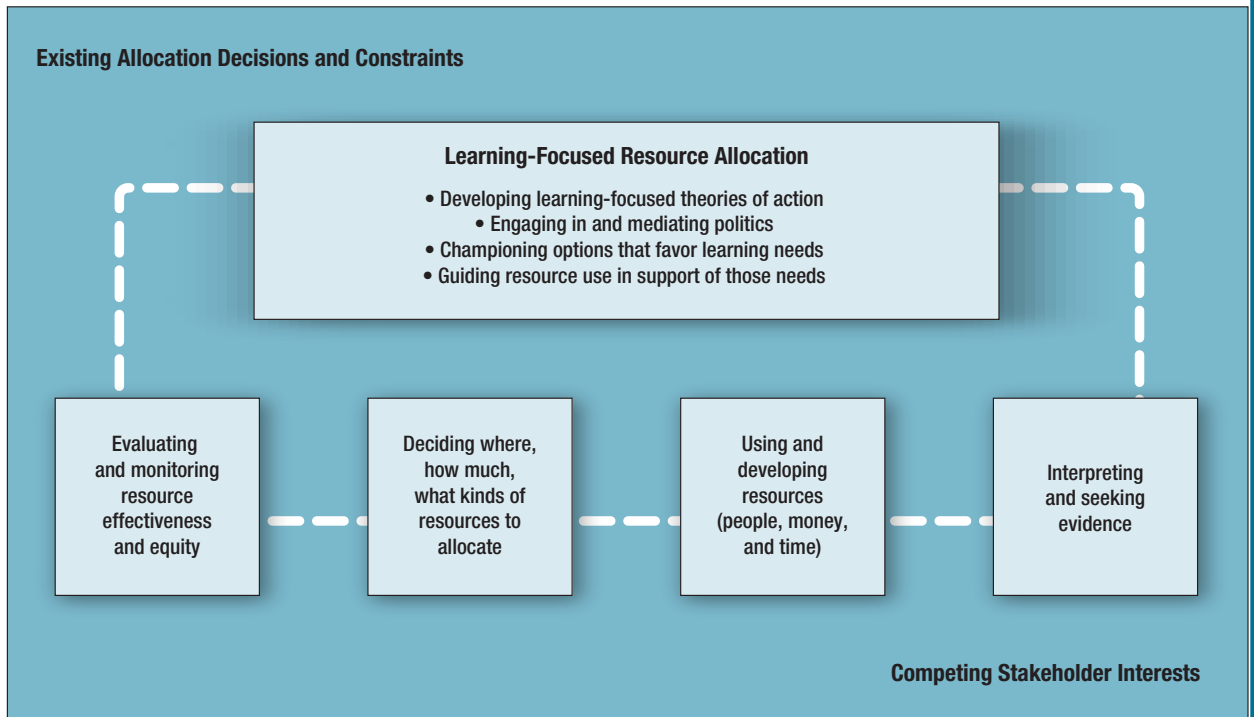 Existing Allocation Decisions and Constraints
Learning-Focused Resource Allocation
• Developing learning-focused theories of action
• Engaging in and mediating politics
• Championing options that favor learning needs
• Guiding resource use in support of those needs
Evaluating
and monitoring
resource
effectiveness
and equity
Deciding where,
how much,
what kinds of
resources to
allocate
Using and
developing
resources
(people, money,
and time)
Interpreting
and seeking
evidence
Competing Stakeholder Interests